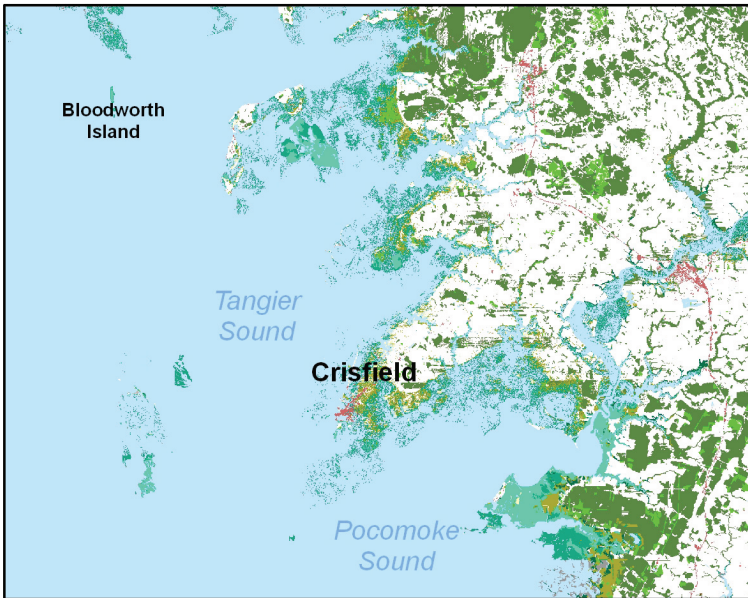 Bloodworth
Island
Tangier
Sound
Crisfield
Pocomoke
Sound